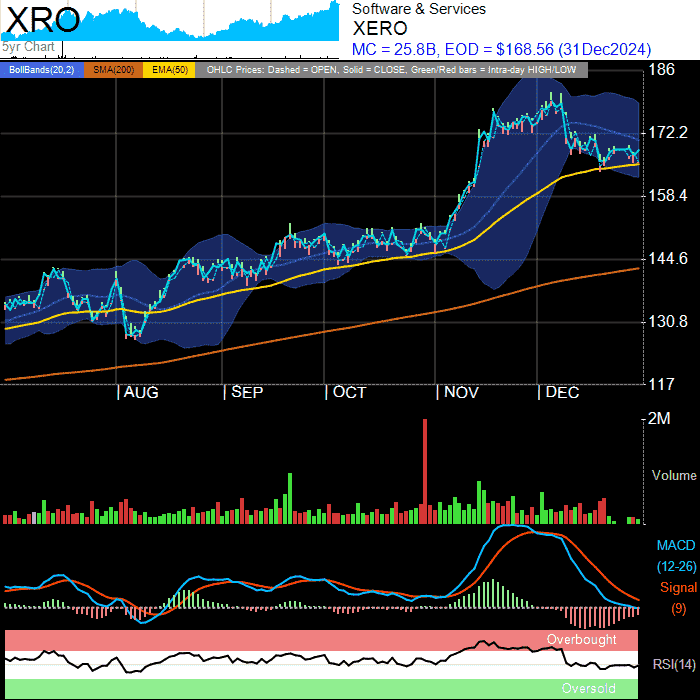 XRO
5yr Chart
Software & Services
XERO
MC = 25.8B, EOD = $168.56 (31Dec2024)
BollBands(20,2) SMA(200) EMA(50) OHLC Prices: Dashed = OPEN, Solid = CLOSE, Green/Red bars = Intra-day HIGH/LOW
186
172.2
158.4
144.6
130.8
117
AUG SEP OCT NOV DEC
2M
Volume
MACD
(12-26)
Signal
(9)
Overbought
RSI(14)
Oversold